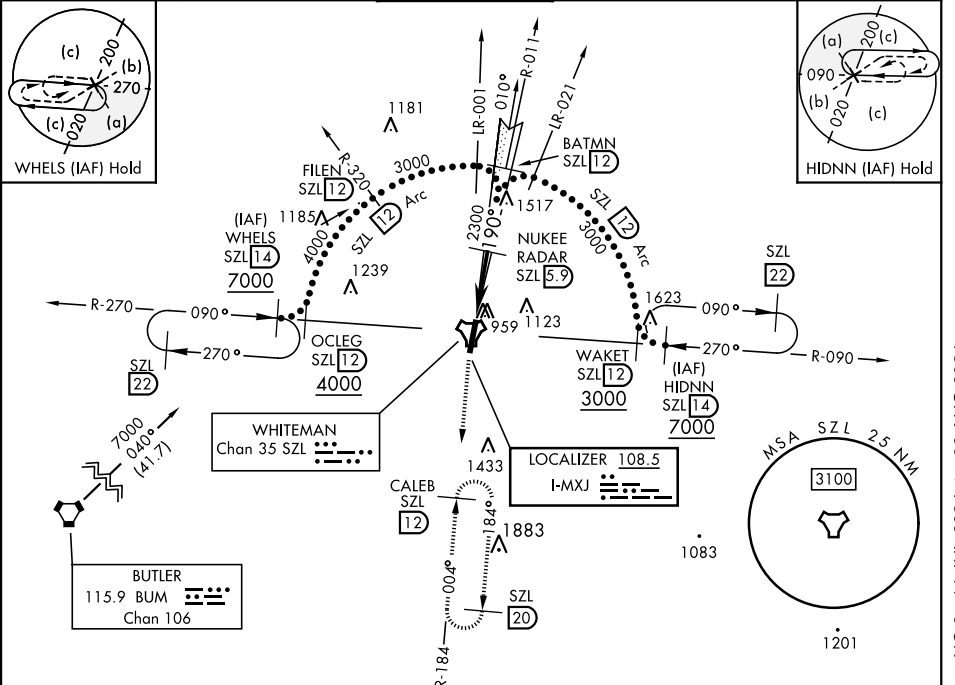 (c)
200
(b)
270
(c)
020
(a)
WHELS (IAF) Hold
(a)
200
(c)
090
(b)
020
(c)
HIDNN (IAF) Hold
1181
LR-001
010°
R-011
LR-021
R-320
3000
FILEN
SZL 12
BATMN
SZL 12
SZL 12 Arc
1185
4000
1517
2300
190°
SZL 12 Arc
3000
(IAF)
WHELS
SZL 14
7000
1239
NUKEE
RADAR
SZL 5.9
SZL
22
R-270
090°
270°
SZL
22
OCLEG
SZL 12
4000
959
1123
1623
090°
270°
R-090
WAKET
SZL 12
3000
(IAF)
HIDNN
SZL 14
7000
7000
040°
(41.7)
WHITEMAN
Chan 35 SZL
LOCALIZER 108.5
I-MXJ
MSA SZL 25 NM
3100
1433
CALEB
SZL
12
184°
004°
1883
1083
BUTLER
115.9 BUM
Chan 106
SZL
20
R-184
1201